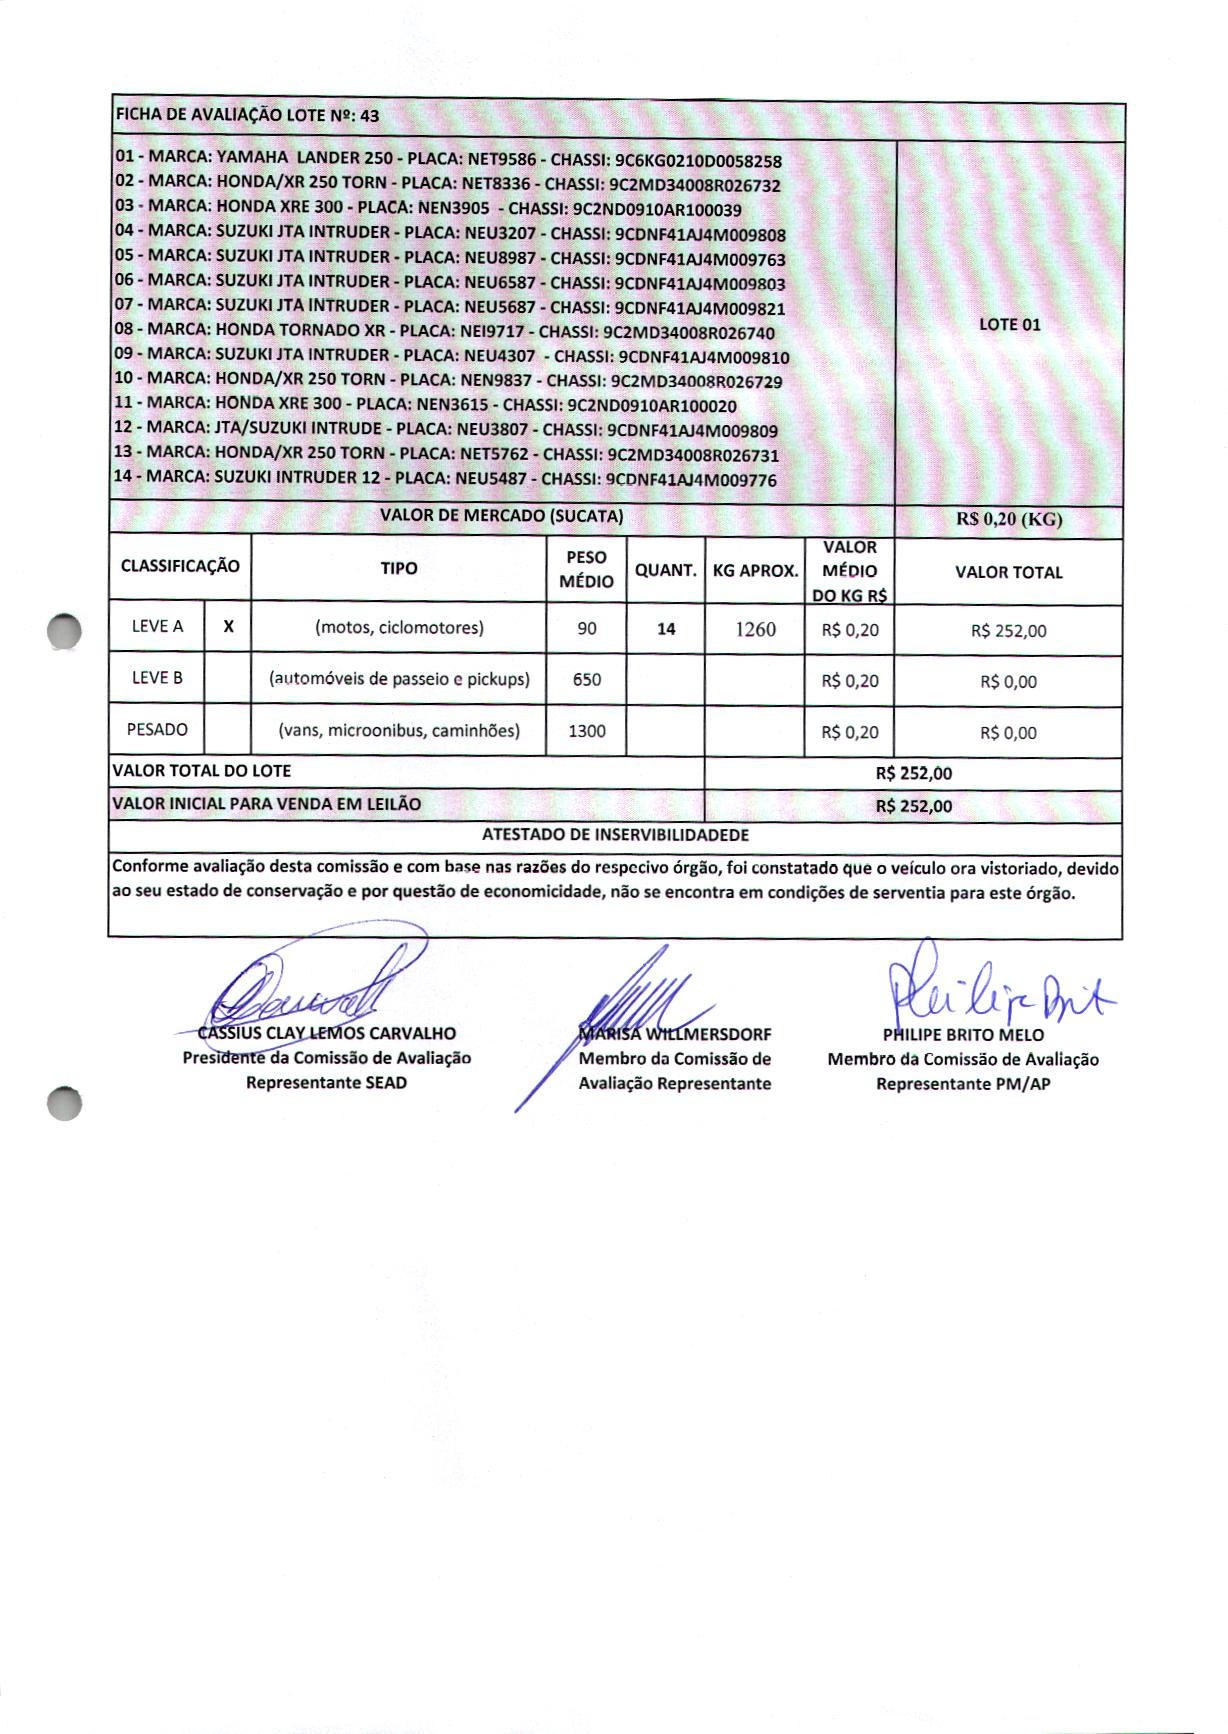 FICHA DE AVALIAÇÃO LOTE Nº: 43
01 - MARCA: YAMAHA LANDER 250 - PLACA: NET9586 - CHASSI: 9C6KG0210D0058258
02 - MARCA: HONDA/XR 250 TORN - PLACA: NET8336 - CHASSI: 9C2MD34008R026732
03 - MARCA: HONDA XRE 300 - PLACA: NEN3905 - CHASSI: 9C2ND0910AR100039
04 - MARCA: SUZUKI JTA INTRUDER - PLACA: NEU3207 - CHASSI: 9CDNF41AJ4M009808
05 - MARCA: SUZUKI JTA INTRUDER - PLACA: NEU8987 - CHASSI: 9CDNF41AJ4M009763
06 - MARCA: SUZUKI JTA INTRUDER - PLACA: NEU6587 - CHASSI: 9CDNF41AJ4M009803
07 - MARCA: SUZUKI JTA INTRUDER - PLACA: NEU5687 - CHASSI: 9CDNF41AJ4M009821
08 - MARCA: HONDA TORNADO XR - PLACA: NEI9717 - CHASSI: 9C2MD34008R026740
09 - MARCA: SUZUKI JTA INTRUDER - PLACA: NEU4307 - CHASSI: 9CDNF41AJ4M009810
10 - MARCA: HONDA/XR 250 TORN - PLACA: NEN9837 - CHASSI: 9C2MD34008R026729
11 - MARCA: HONDA XRE 300 - PLACA: NEN3615 - CHASSI: 9C2ND0910AR100020
12 - MARCA: JTA/SUZUKI INTRUDE - PLACA: NEU3807 - CHASSI: 9CDNF41AJ4M009809
13 - MARCA: HONDA/XR 250 TORN - PLACA: NET5762 - CHASSI: 9C2MD34008R026731
14 - MARCA: SUZUKI INTRUDER 12 - PLACA: NEU5487 - CHASSI: 9CDNF41AJ4M009776
LOTE 01
VALOR DE MERCADO (SUCATA) R$ 0,20 (KG)
CLASSIFICAÇÃO TIPO PESO MÉDIO QUANT. KG APROX. VALOR MÉDIO DO KG R$ VALOR TOTAL
LEVE A X (motos, ciclomotores) 90 14 1260 R$ 0,20 R$ 252,00
LEVE B (automóveis de passeio e pickups) 650 R$ 0,20 R$ 0,00
PESADO (vans, microonibus, caminhões) 1300 R$ 0,20 R$ 0,00
VALOR TOTAL DO LOTE R$ 252,00
VALOR INICIAL PARA VENDA EM LEILÃO R$ 252,00
ATESTADO DE INSERVIBILIDADEDE
Conforme avaliação desta comissão e com base nas razões do respecivo órgão, foi constatado que o veículo ora vistoriado, devido
ao seu estado de conservação e por questão de economicidade, não se encontra em condições de serventia para este órgão.
Philipe Brit
CASSIUS CLAY LEMOS CARVALHO
Presidente da Comissão de Avaliação
Representante SEAD
MARISA WILLMERSDORF
Membro da Comissão de
Avaliação Representante
PHILIPE BRITO MELO
Membro da Comissão de Avaliação
Representante PM/AP